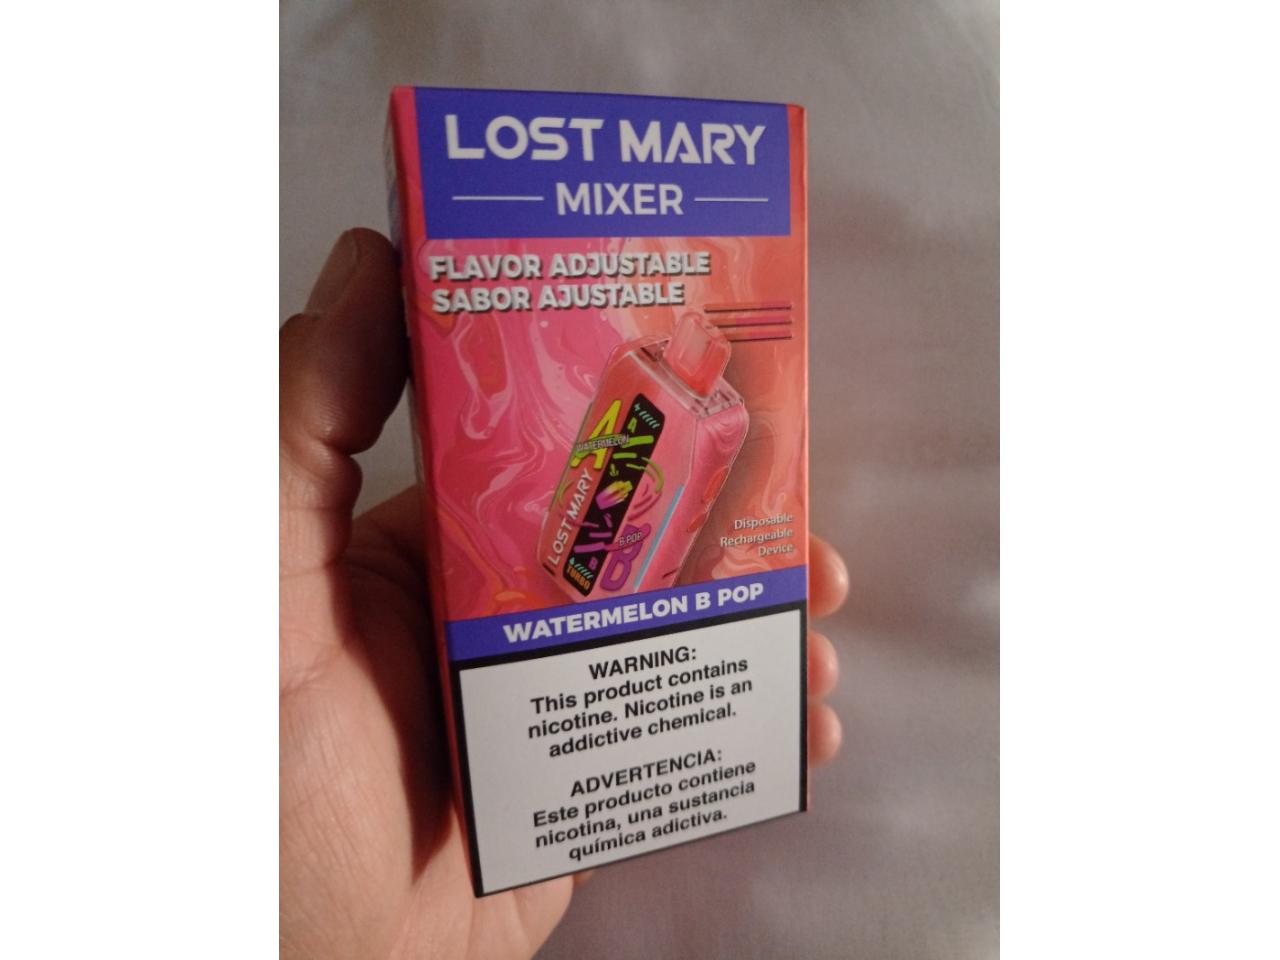 LOST MARY
MIXER
FLAVOR ADJUSTABLE
SABOR AJUSTABLE
A
WATERMELON
A
LOST MARY
B POP
B
B
TURBO
Disposable
Rechargeable
Device
WATERMELON B POP
WARNING:
This product contains
nicotine. Nicotine is an
addictive chemical.
ADVERTENCIA:
Este producto contiene
nicotina, una sustancia
química adictiva.